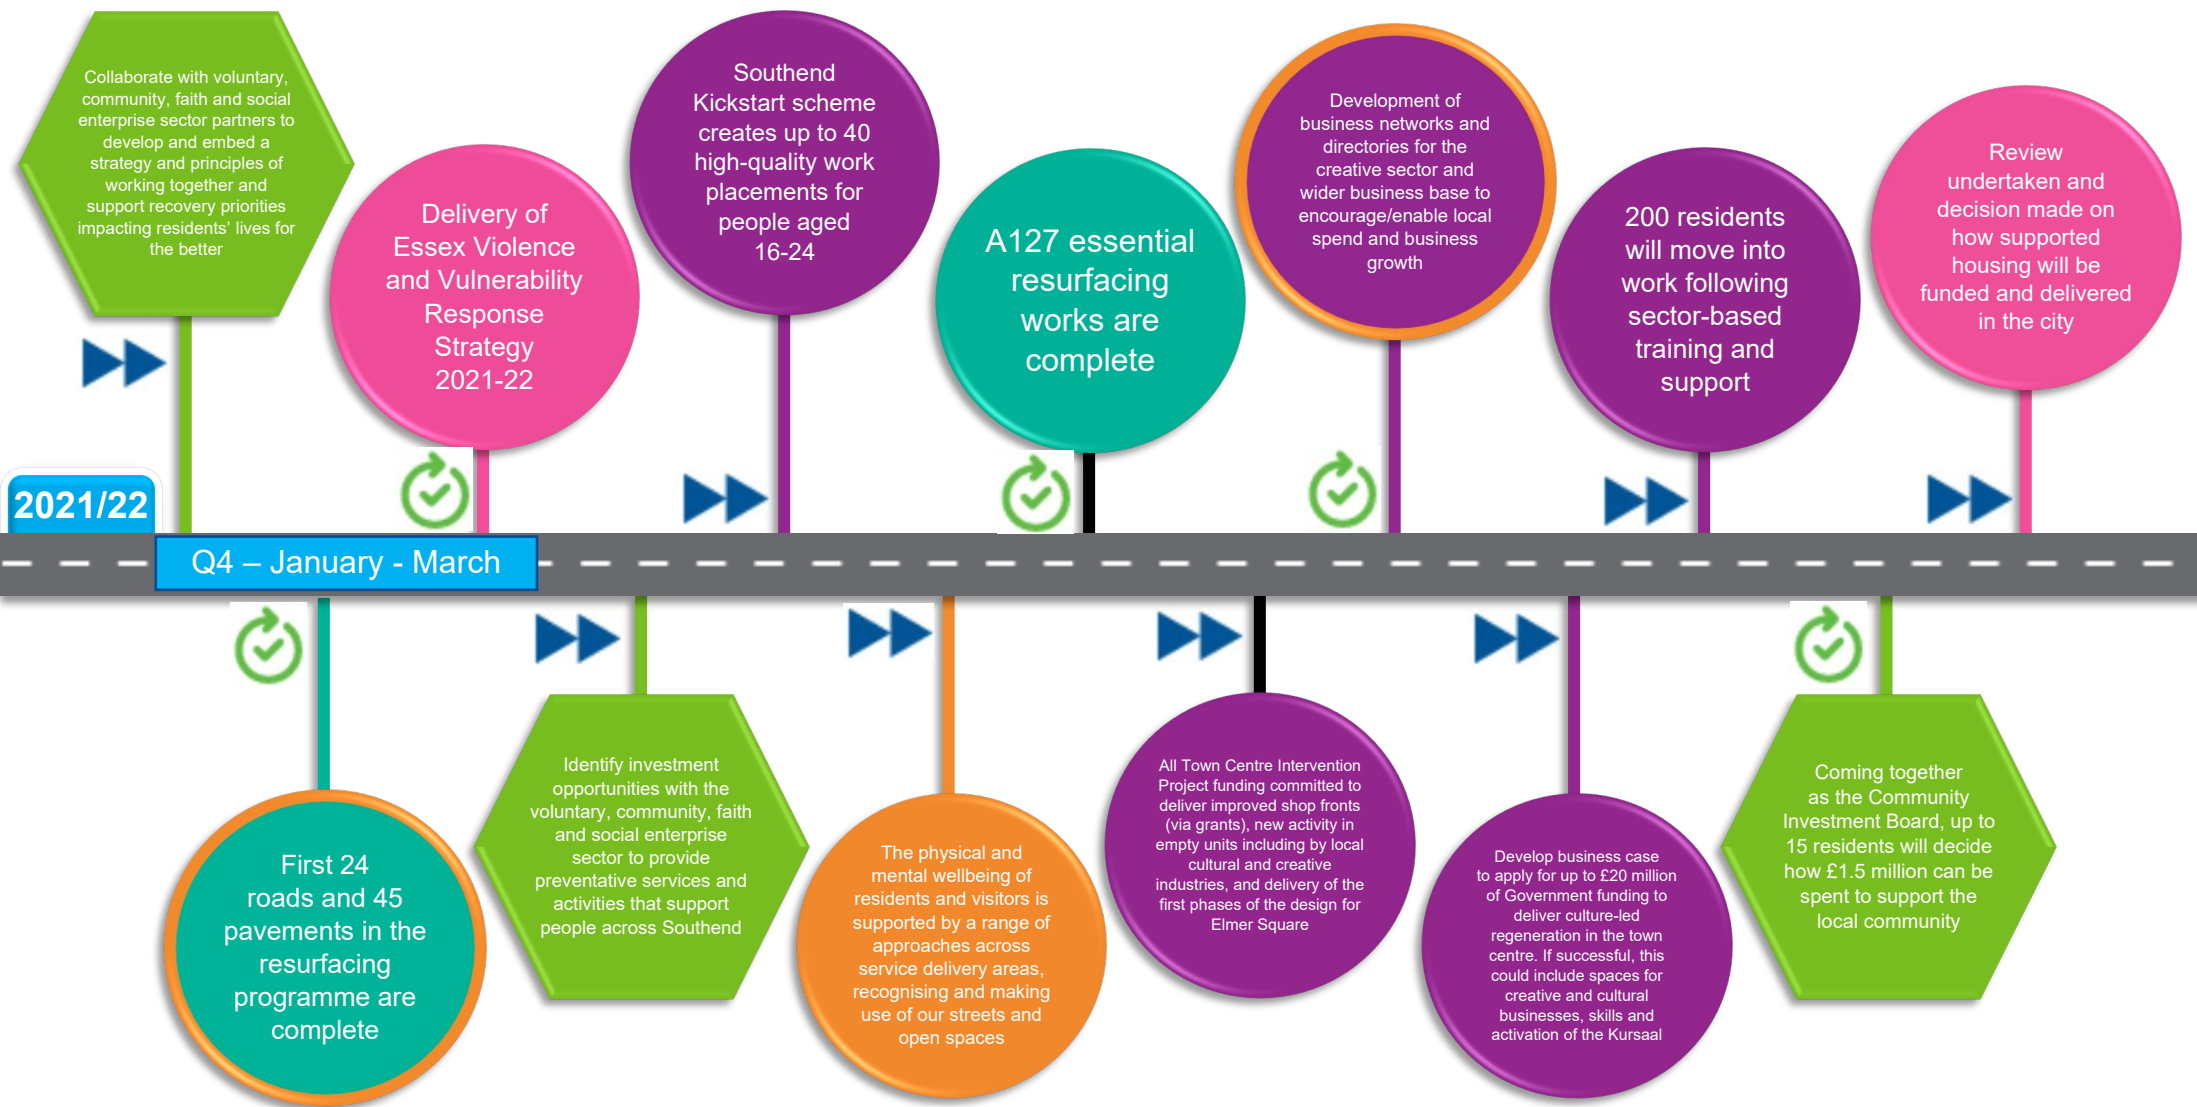 Collaborate with voluntary,
community, faith and social
enterprise sector partners to
develop and embed a
strategy and principles of
working together and
support recovery priorities
impacting residents' lives for
the better
Delivery of
Essex Violence
and Vulnerability
Response
Strategy
2021-22
Southend
Kickstart scheme
creates up to 40
high-quality work
placements for
people aged
16-24
A127 essential
resurfacing
works are
complete
Development of
business networks and
directories for the
creative sector and
wider business base to
encourage/enable local
spend and business
growth
200 residents
will move into
work following
sector-based
training and
support
Review
undertaken and
decision made on
how supported
housing will be
funded and delivered
in the city
2021/22
Q4 – January - March
First 24
roads and 45
pavements in the
resurfacing
programme are
complete
Identify investment
opportunities with the
voluntary, community, faith
and social enterprise
sector to provide
preventative services and
activities that support
people across Southend
The physical and
mental wellbeing of
residents and visitors is
supported by a range of
approaches across
service delivery areas,
recognising and making
use of our streets and
open spaces
All Town Centre Intervention
Project funding committed to
deliver improved shop fronts
(via grants), new activity in
empty units including by local
cultural and creative
industries, and delivery of the
first phases of the design for
Elmer Square
Develop business case
to apply for up to £20 million
of Government funding to
deliver culture-led
regeneration in the town
centre. If successful, this
could include spaces for
creative and cultural
businesses, skills and
activation of the Kursaal
Coming together
as the Community
Investment Board, up to
15 residents will decide
how £1.5 million can be
spent to support the
local community